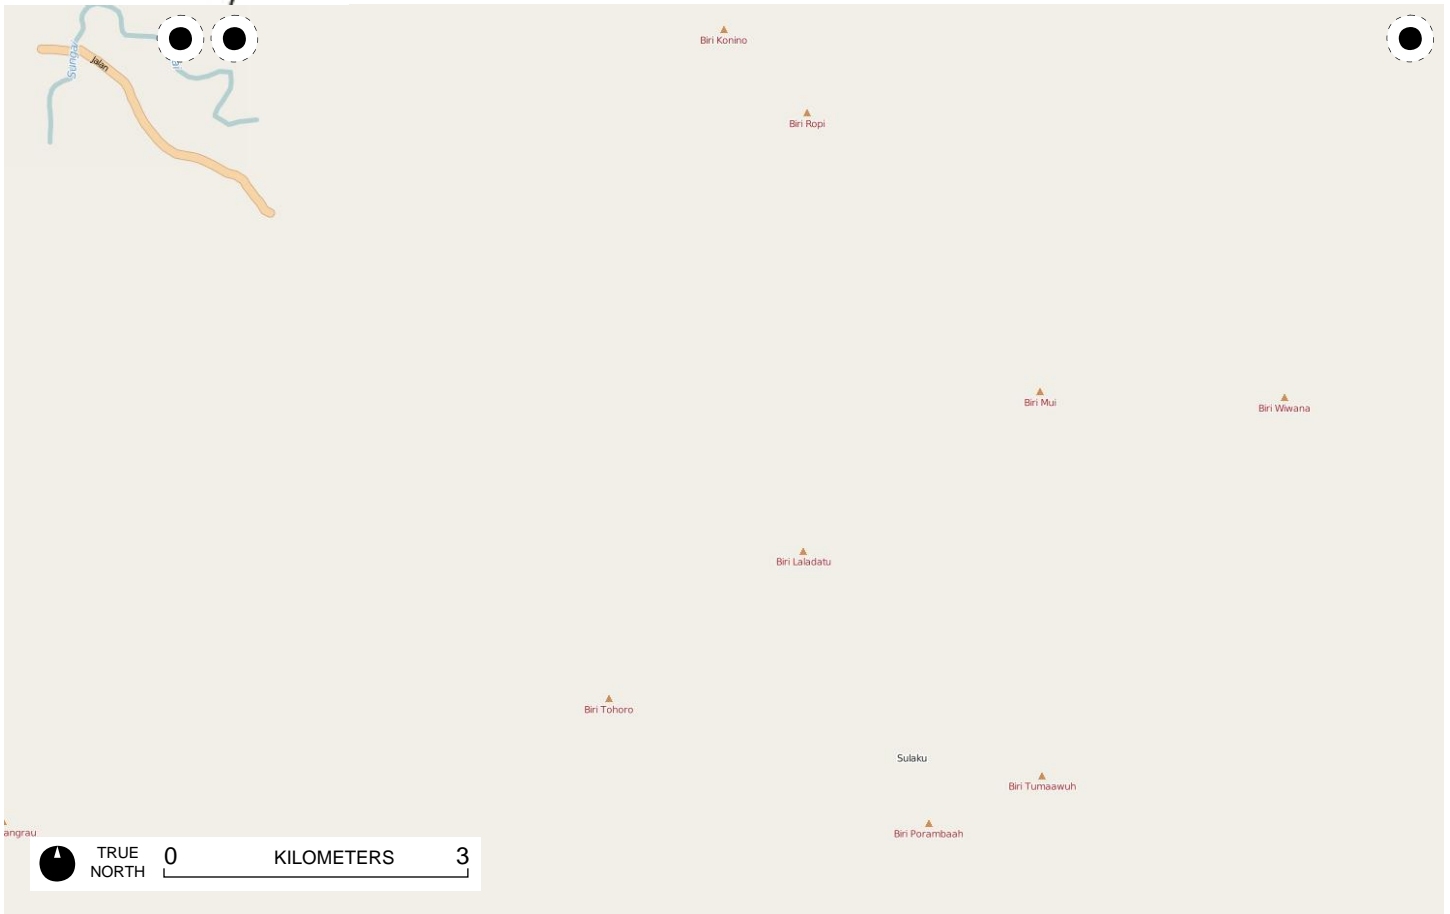 Biri Konino
Sungai
Jalan
Biri Ropi
Biri Mui
Biri Wiwana
Biri Laladatu
Biri Tohoro
Sulaku
Biri Tumaawuh
Biri Porambaah
angrau
TRUE
NORTH
0 KILOMETERS 3